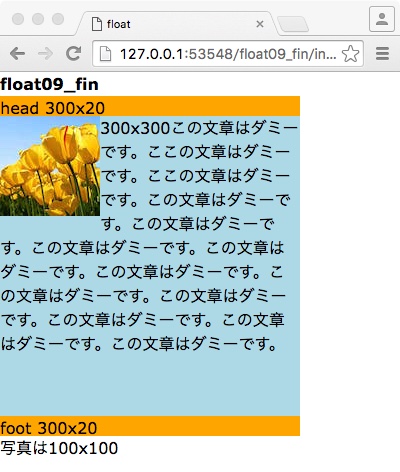 float
127.0.0.1:53548/float09_fin/in...
float09_fin
head 300x20
300x300この文章はダミー
です。ここの文章はダミー
です。ここの文章はダミー
です。この文章はダミーで
す。この文章はダミーで
す。この文章はダミーです。この文章は
ダミーです。この文章はダミーです。こ
の文章はダミーです。この文章はダミー
です。この文章はダミーです。この文章
はダミーです。この文章はダミーです。
foot 300x20
写真は100x100